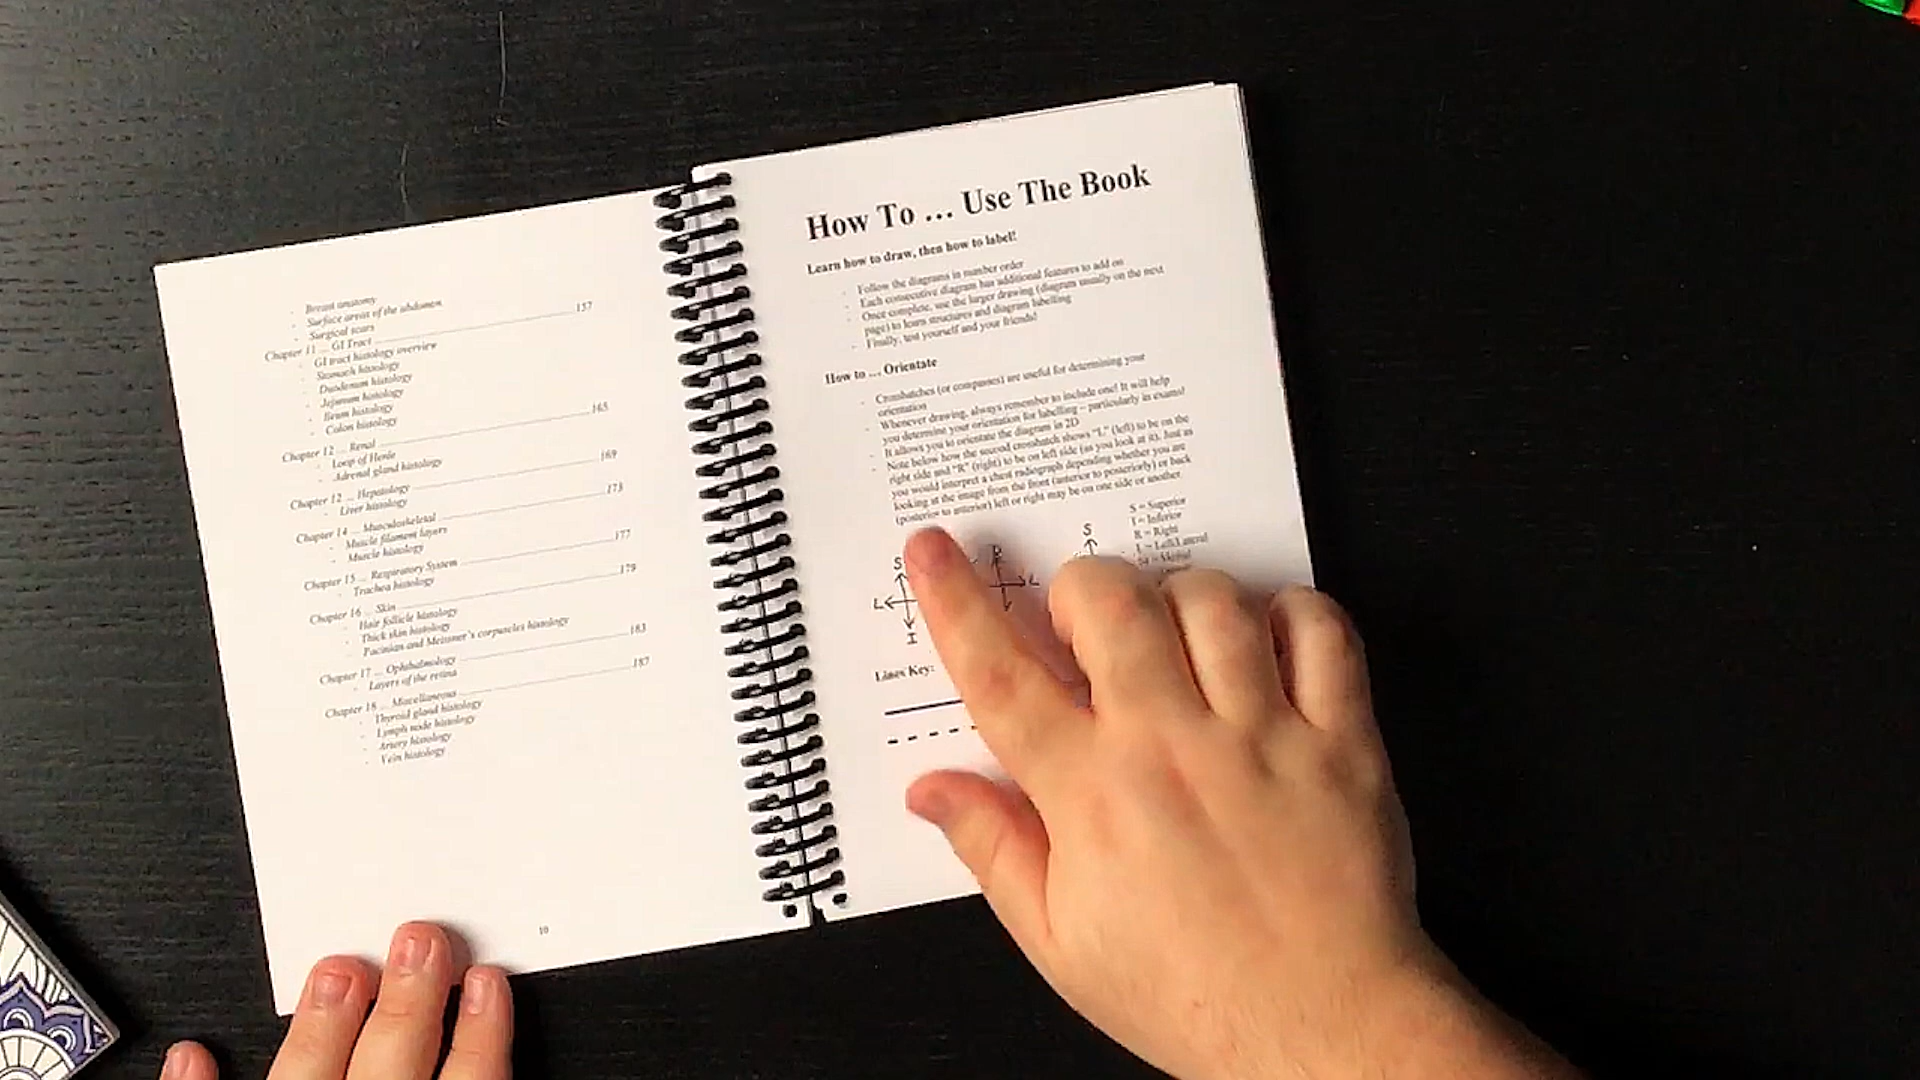 - Breast anatomy
- Surface areas of the abdomen
- Surgical scars
Chapter 11 ... GI Tract 157
- GI tract histology overview
- Stomach histology
- Duodenum histology
- Jejunum histology
- Ileum histology
- Colon histology
Chapter 12 ... Renal 165
- Loop of Henle
- Adrenal gland histology
Chapter 12 ... Hepatology 169
- Liver histology
Chapter 14 ... Musculoskeletal 173
- Muscle filament layers
- Muscle histology
Chapter 15 ... Respiratory System 177
- Trachea histology
Chapter 16 ... Skin 179
- Hair follicle histology
- Thick skin histology
- Pacinian and Meissner's corpuscles histology
Chapter 17 ... Ophthalmology 183
- Layers of the retina
Chapter 18 ... Miscellaneous 187
- Thyroid gland histology
- Lymph node histology
- Artery histology
- Vein histology
10
How To ... Use The Book
Learn how to draw, then how to label!
- Follow the diagrams in number order
- Each consecutive diagram has additional features to add on
- Once complete, use the larger drawing (diagram usually on the next
page) to learn structures and diagram labelling
- Finally, test yourself and your friends!
How to ... Orientate
- Crosshatches (or compasses) are useful for determining your
orientation
- Whenever drawing, always remember to include one! It will help
you determine your orientation for labelling – particularly in exams!
- It allows you to orientate the diagram in 2D
- Note below how the second crosshatch shows "L" (left) to be on the
right side and "R" (right) to be on left side (as you look at it). Just as
you would interpret a chest radiograph depending whether you are
looking at the image from the front (anterior to posteriorly) or back
(posterior to anterior) left or right may be on one side or another.
S
L
I
L
S
S = Superior
I = Inferior
R = Right
L = Left/Lateral
Lines Key: